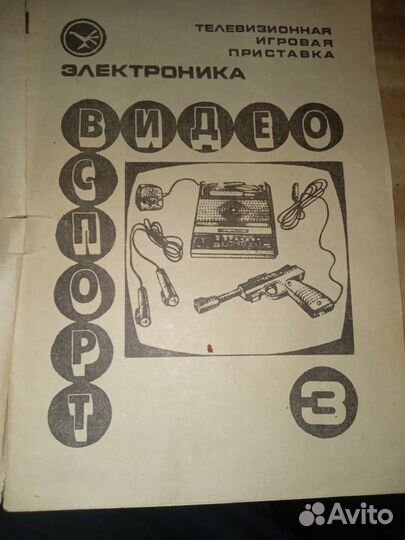 ТЕЛЕВИЗИОННАЯ
ИГРОВАЯ
ПРИСТАВКА
ЭЛЕКТРОНИКА
ВИДЕО
СПОРТ
3
Avito